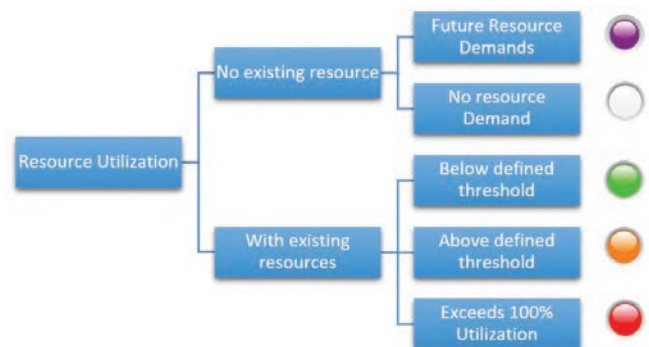 Future Resource
Demands
No existing resource
No resource
Demand
Resource Utilization
Below defined
threshold
With existing
resources
Above defined
threshold
Exceeds 100%
Utilization